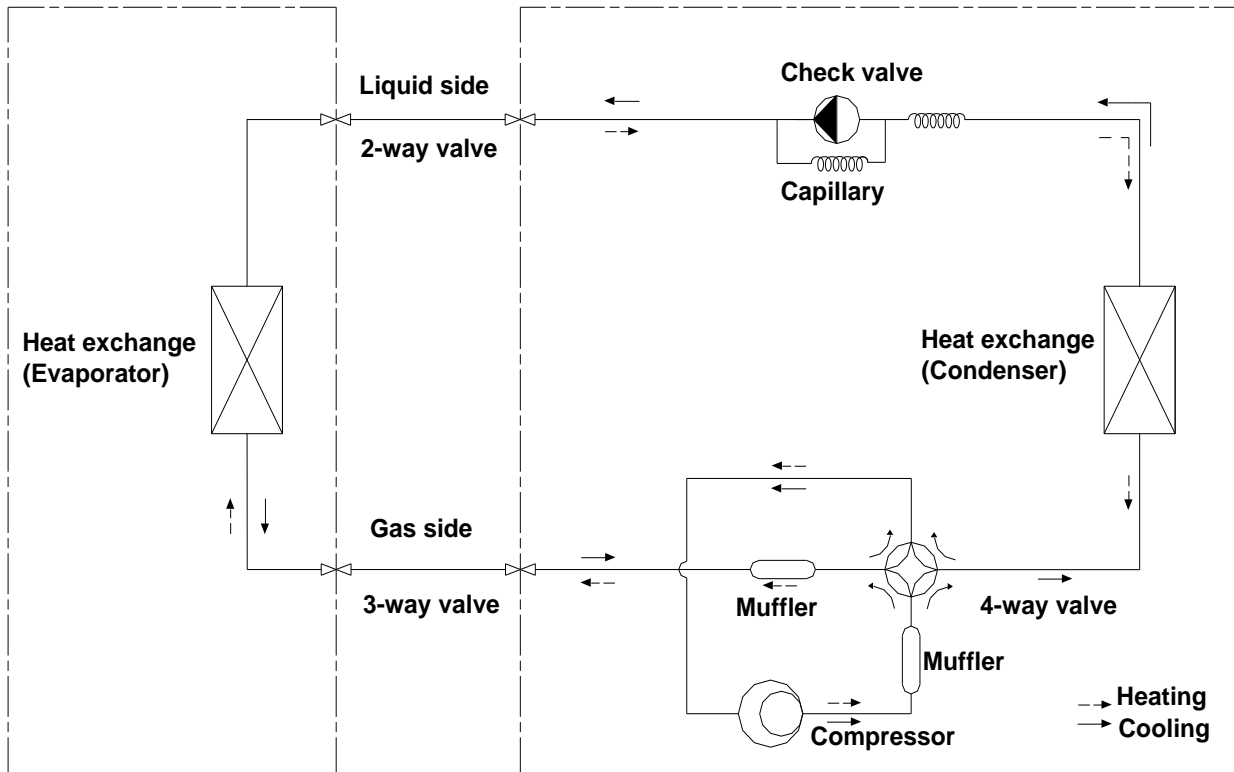 Liquid side
Check valve
2-way valve
Capillary
Heat exchange
(Evaporator)
Heat exchange
(Condenser)
Gas side
3-way valve
Muffler
4-way valve
Muffler
Compressor
Heating
Cooling